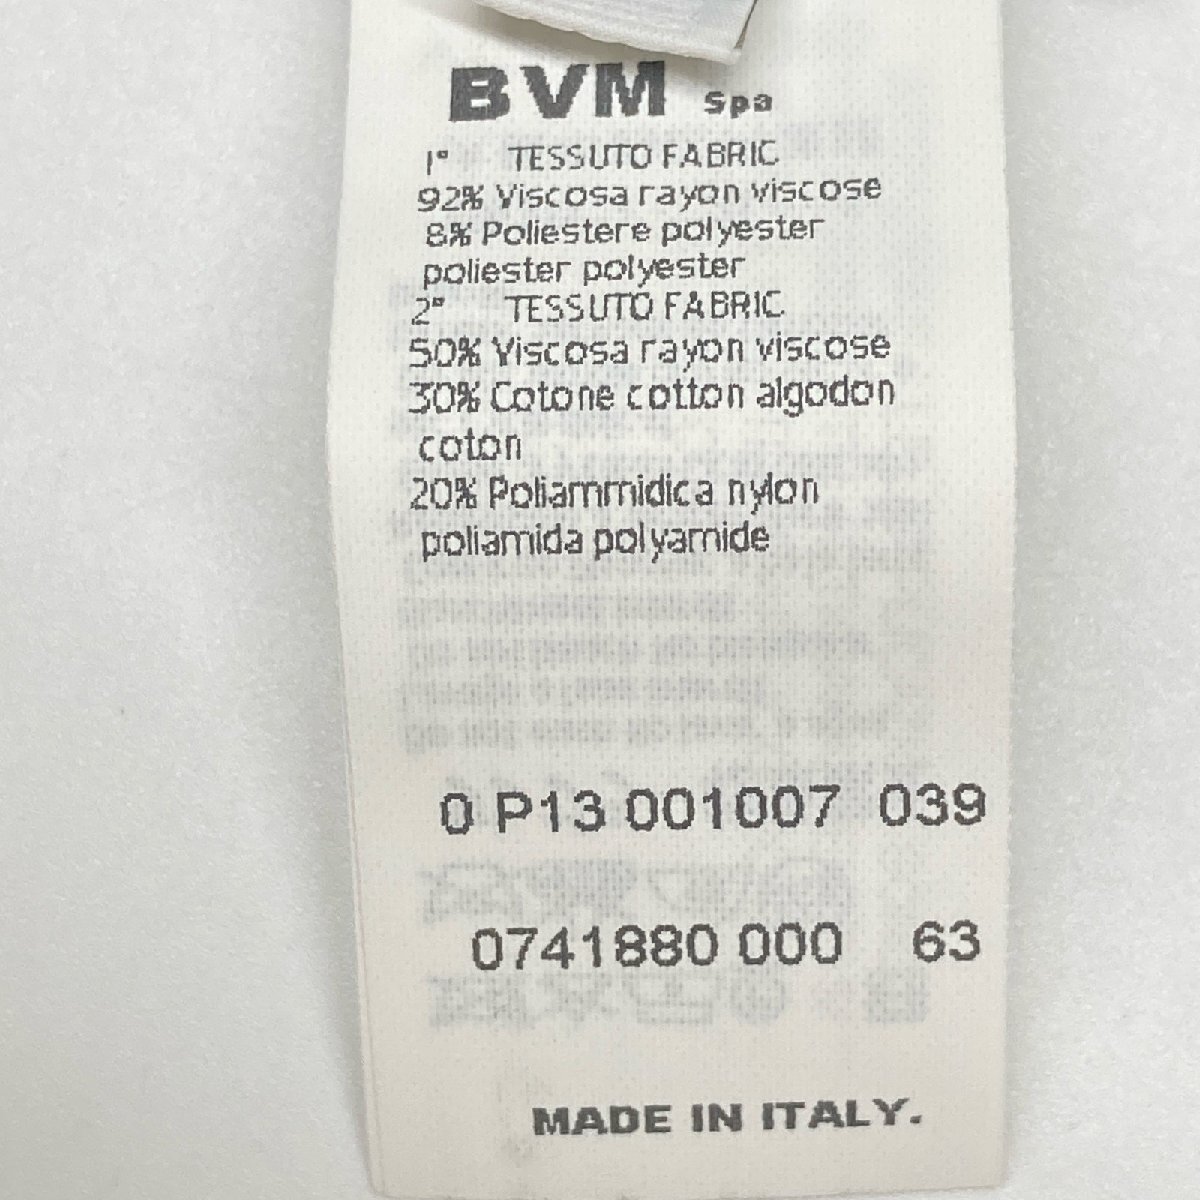 BVM Spa
1° TESSUTO FABRIC
92% Viscosa rayon viscose
8% Poliestere polyester
poliester polyester
2° TESSUTO FABRIC
50% Viscosa rayon viscose
30% Cotone cotton algodon
coton
20% Poliammidica nylon
poliamida polyamide
0 P13 001007 039
0741880 000 63
MADE IN ITALY.